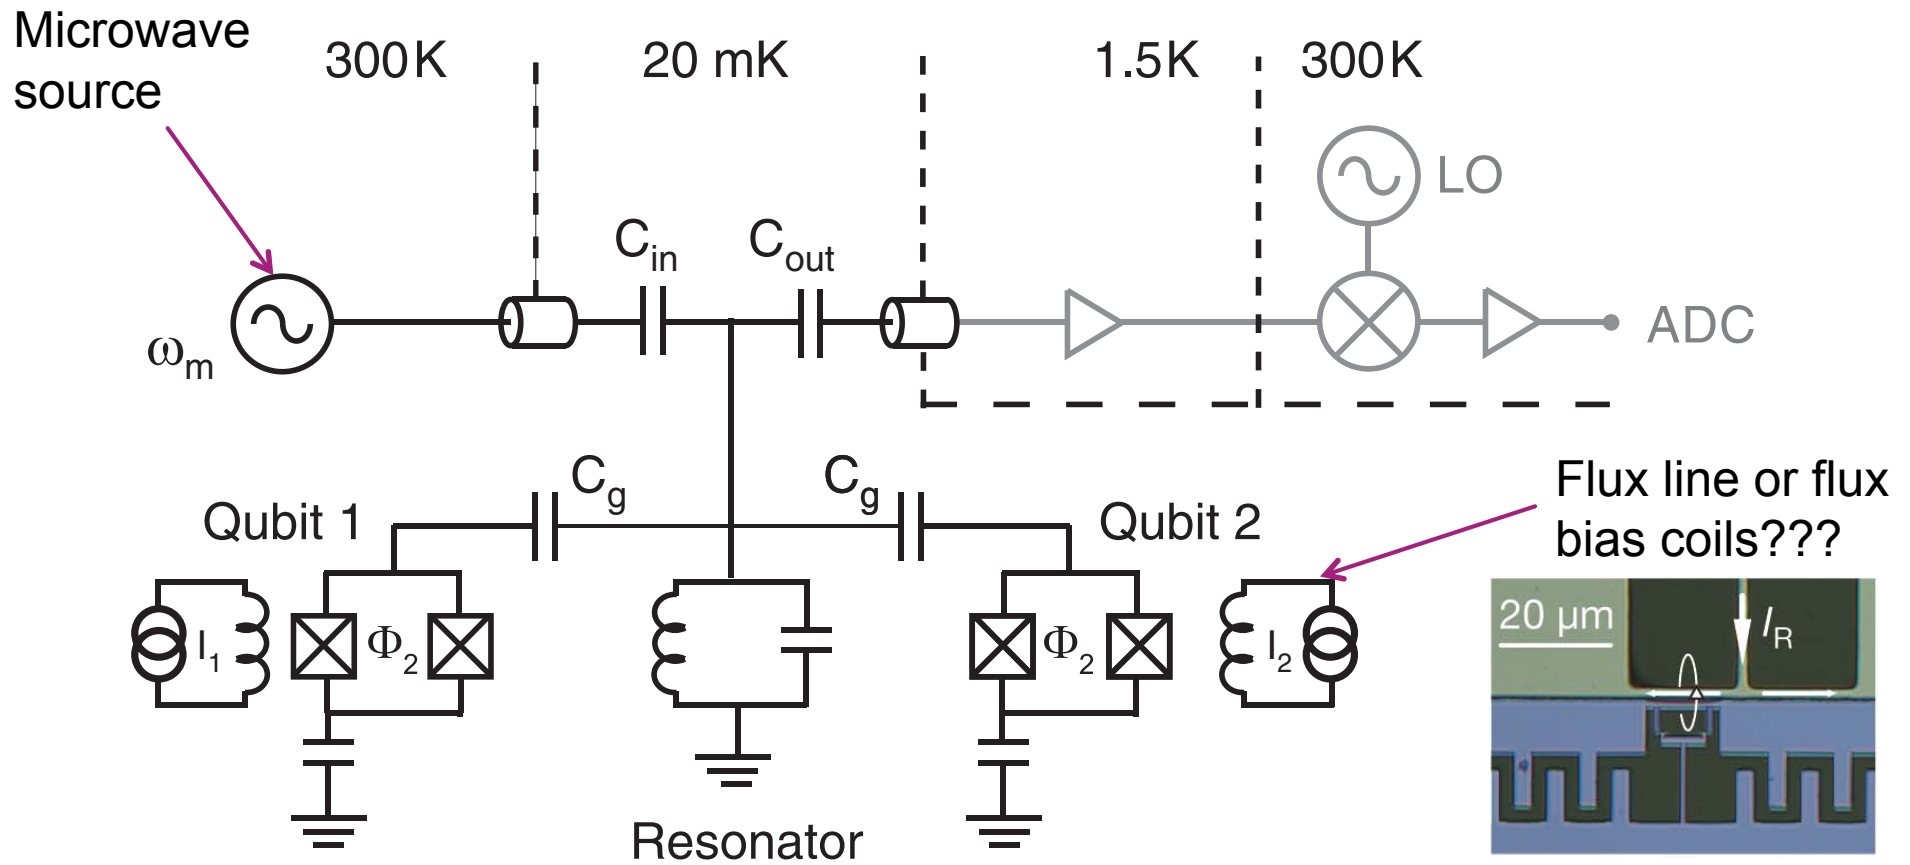 Microwave
source
300K
20 mK
1.5K
300K
LO
C_in
C_out
ω_m
ADC
C_g
C_g
Qubit 1
Qubit 2
Flux line or flux
bias coils???
I_1
Φ_2
Φ_2
I_2
20 μm
I_R
Resonator